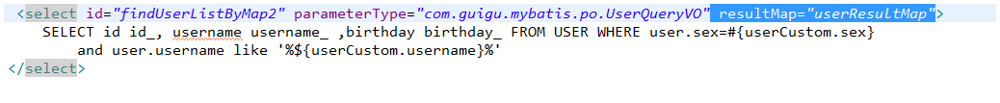 <select id="findUserListByMap2" parameterType="com.guigu.mybatis.po.UserQueryVO" resultMap="userResultMap">
SELECT id id_, username username_ ,birthday birthday_ FROM USER WHERE user.sex=#{userCustom.sex}
and user.username like '%${userCustom.username}%'
</select>